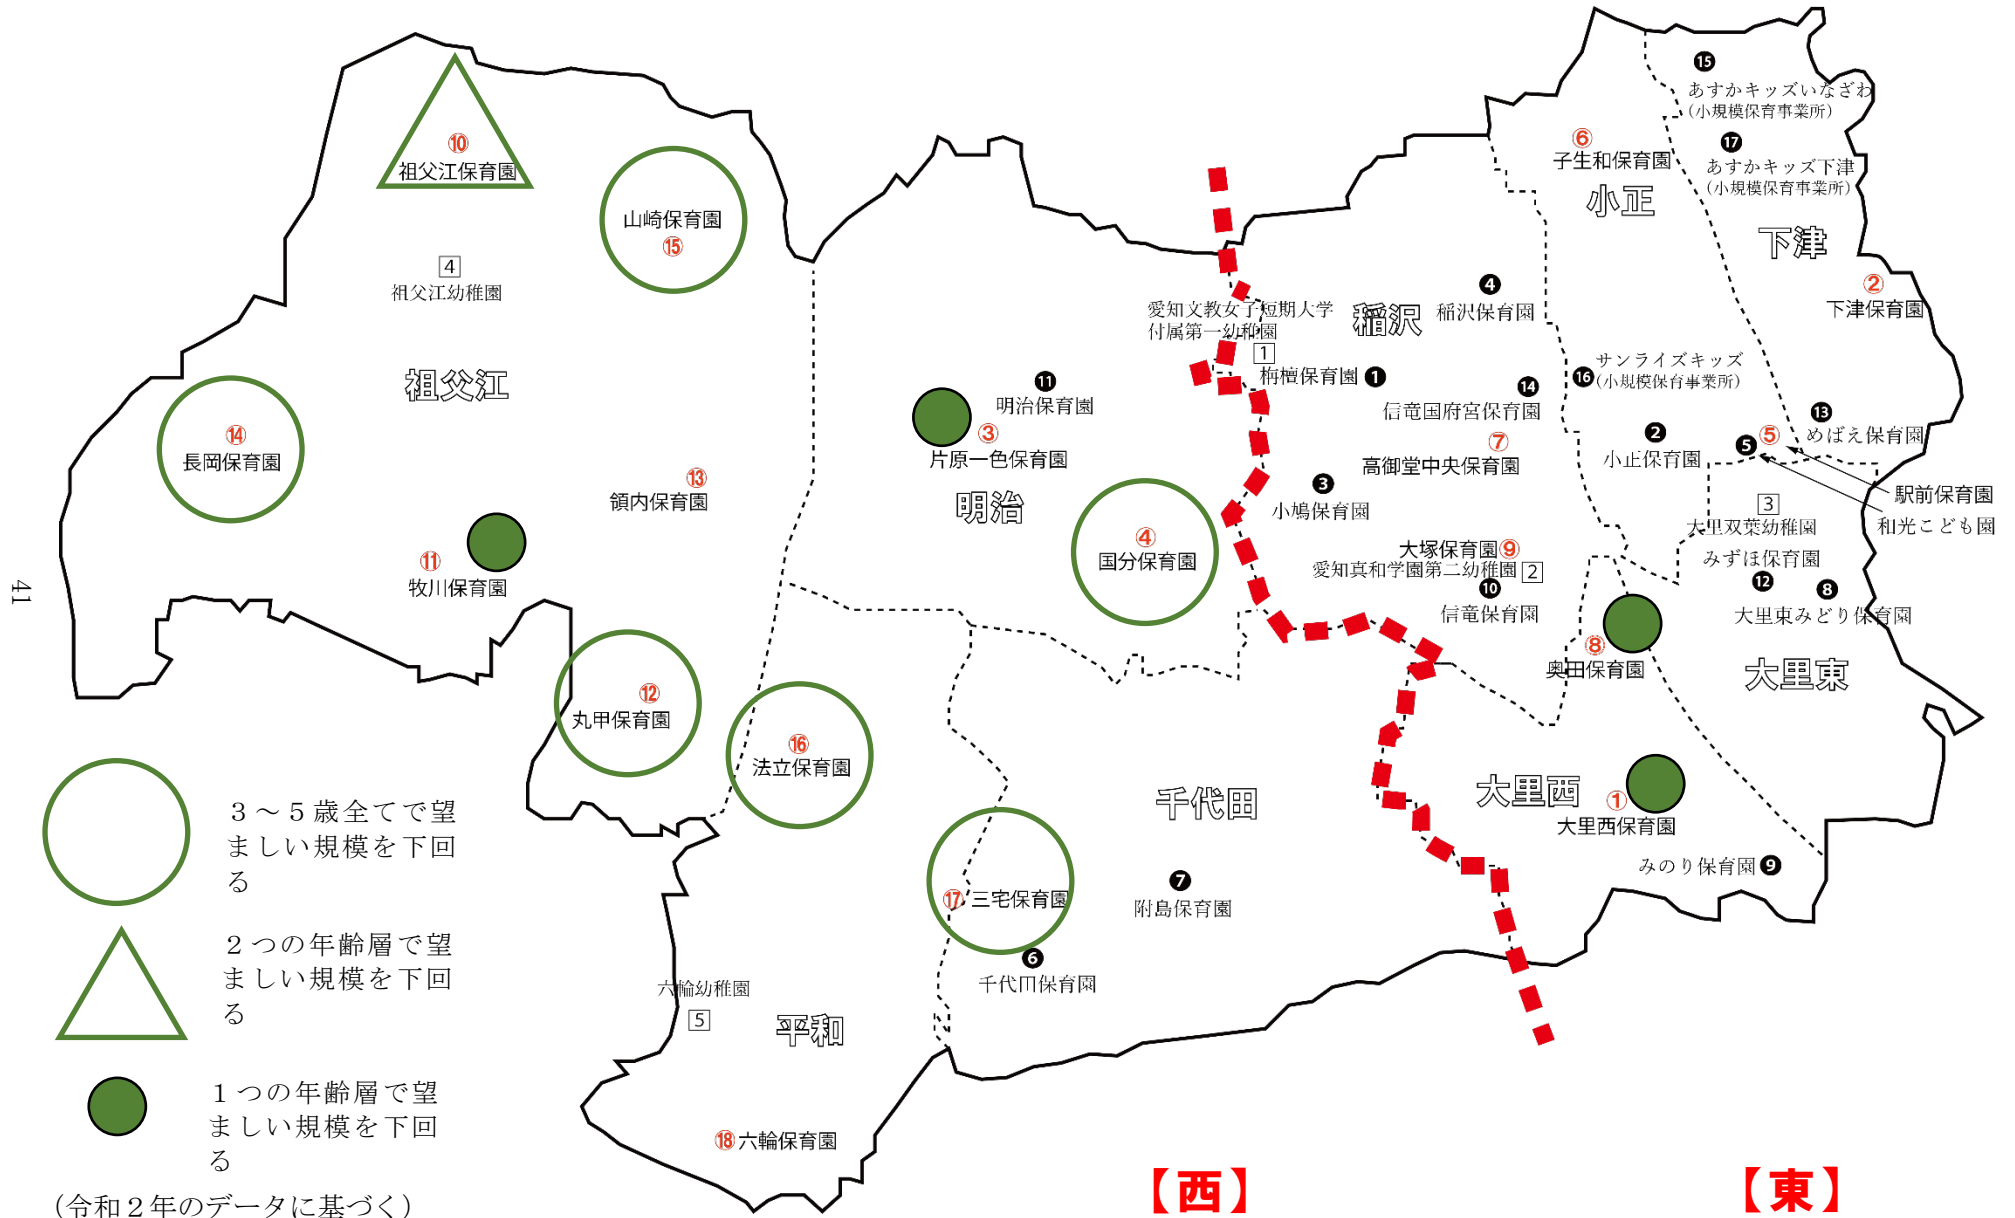 ⑮
あすかキッズいなざわ
(小規模保育事業所)
⑰
あすかキッズ下津
(小規模保育事業所)
⑥
子生和保育園
小正
下津
②
下津保育園
⑩
祖父江保育園
山崎保育園
⑮
4
祖父江幼稚園
祖父江
⑭
長岡保育園
⑬
領内保育園
⑪
牧川保育園
⑫
丸甲保育園
⑯
法立保育園
⑪
明治保育園
③
片原一色保育園
明治
④
国分保育園
愛知文教女子短期大学
付属第一幼稚園
1
稲沢
④
稲沢保育園
栴檀保育園
①
⑭
信竜国府宮保育園
⑦
高御堂中央保育園
③
小鳩保育園
大塚保育園
⑨
愛知真和学園第二幼稚園
2
⑩
信竜保育園
サンライズキッズ
⑯
(小規模保育事業所)
②
小正保育園
⑬
めばえ保育園
⑤
⑤
駅前保育園
和光こども園
3
大里双葉幼稚園
みずほ保育園
⑫
⑧
大里東みどり保育園
大里東
⑧
奥田保育園
大里西
①
大里西保育園
みのり保育園
⑨
千代田
⑦
附島保育園
⑰
三宅保育園
⑥
千代田保育園
六輪幼稚園
5
平和
⑱
六輪保育園
41
3～5歳全てで望
ましい規模を下回
る
2つの年齢層で望
ましい規模を下回
る
1つの年齢層で望
ましい規模を下回
る
(令和2年のデータに基づく)
【西】
【東】